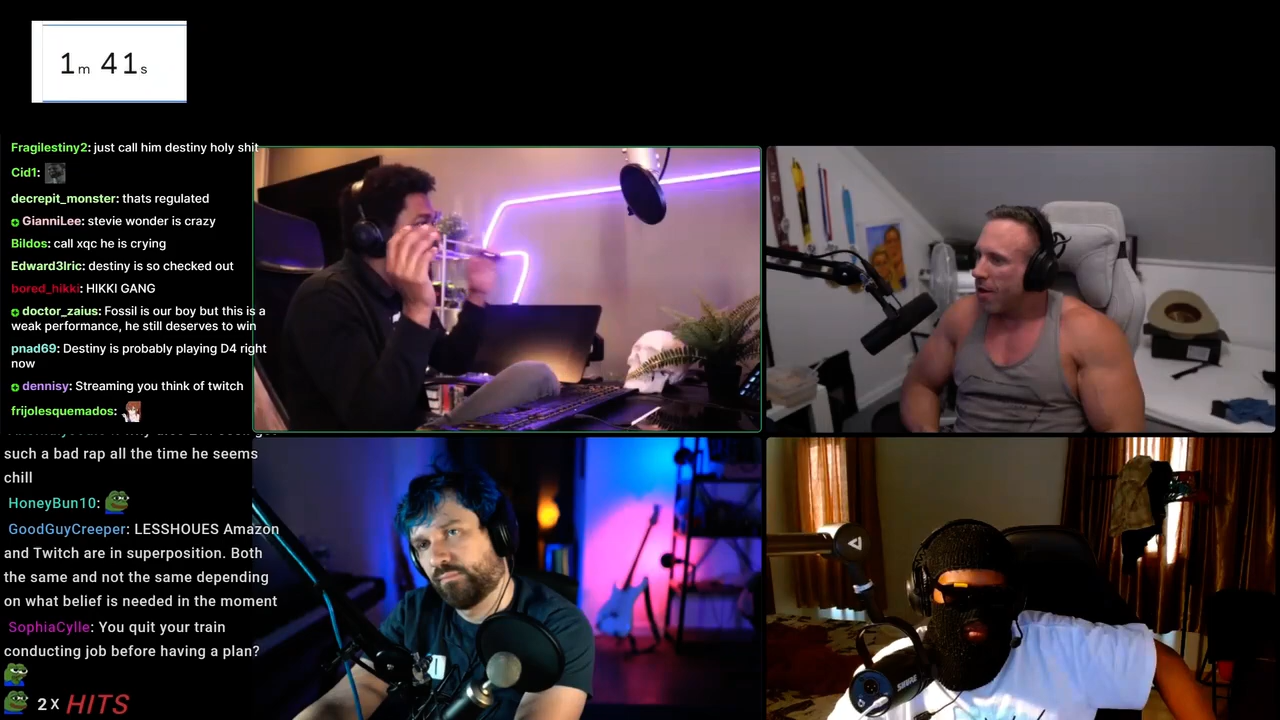 1m 41s
Fragilestiny2: just call him destiny holy shit
Cid1:
decrepit_monster: thats regulated
GianniLee: stevie wonder is crazy
Bildos: call xqc he is crying
Edward3lric: destiny is so checked out
bored_hikki: HIKKI GANG
doctor_zaius: Fossil is our boy but this is a
weak performance, he still deserves to win
pnad69: Destiny is probably playing D4 right
now
dennisy: Streaming you think of twitch
frijolesquemados:
such a bad rap all the time he seems
chill
HoneyBun10:
GoodGuyCreeper: LESSHOUES Amazon
and Twitch are in superposition. Both
the same and not the same depending
on what belief is needed in the moment
SophiaCylle: You quit your train
conducting job before having a plan?
2 X HITS
SHURE